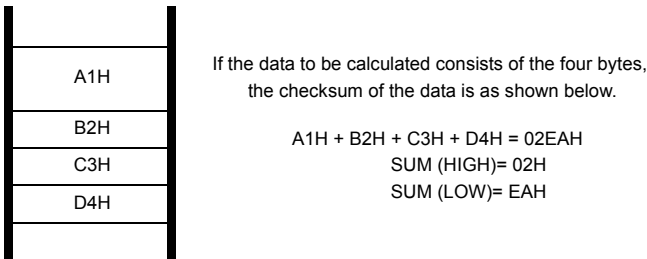 A1H
B2H
C3H
D4H
If the data to be calculated consists of the four bytes,
the checksum of the data is as shown below.
A1H + B2H + C3H + D4H = 02EAH
SUM (HIGH)= 02H
SUM (LOW)= EAH